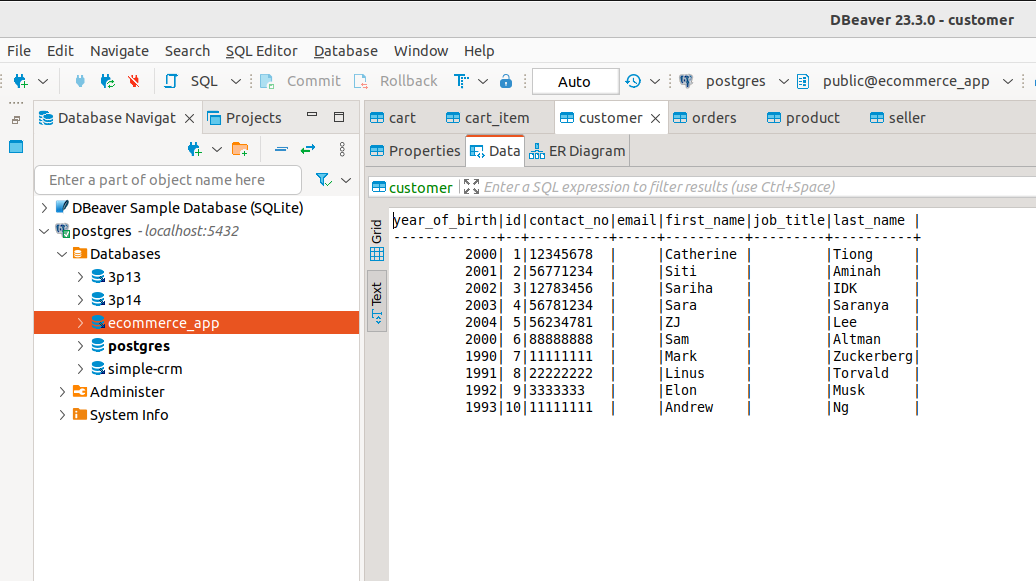 DBeaver 23.3.0 - customer
File Edit Navigate Search SQL Editor Database Window Help
SQL Commit Rollback Auto postgres public@ecommerce_app
Database Navigat Projects
Enter a part of object name here
DBeaver Sample Database (SQLite)
postgres - localhost:5432
Databases
3p13
3p14
ecommerce_app
postgres
simple-crm
Administer
System Info
cart cart_item customer orders product seller
Properties Data ER Diagram
customer Enter a SQL expression to filter results (use Ctrl+Space)
Grid
Text
year_of_birth|id|contact_no|email|first_name|job_title|last_name |
-------------+--+----------+-----+----------+---------+----------+
2000| 1|12345678 | |Catherine | |Tiong |
2001| 2|56771234 | |Siti | |Aminah |
2002| 3|12783456 | |Sariha | |IDK |
2003| 4|56781234 | |Sara | |Saranya |
2004| 5|56234781 | |ZJ | |Lee |
2000| 6|88888888 | |Sam | |Altman |
1990| 7|11111111 | |Mark | |Zuckerberg|
1991| 8|22222222 | |Linus | |Torvald |
1992| 9|3333333 | |Elon | |Musk |
1993|10|11111111 | |Andrew | |Ng |